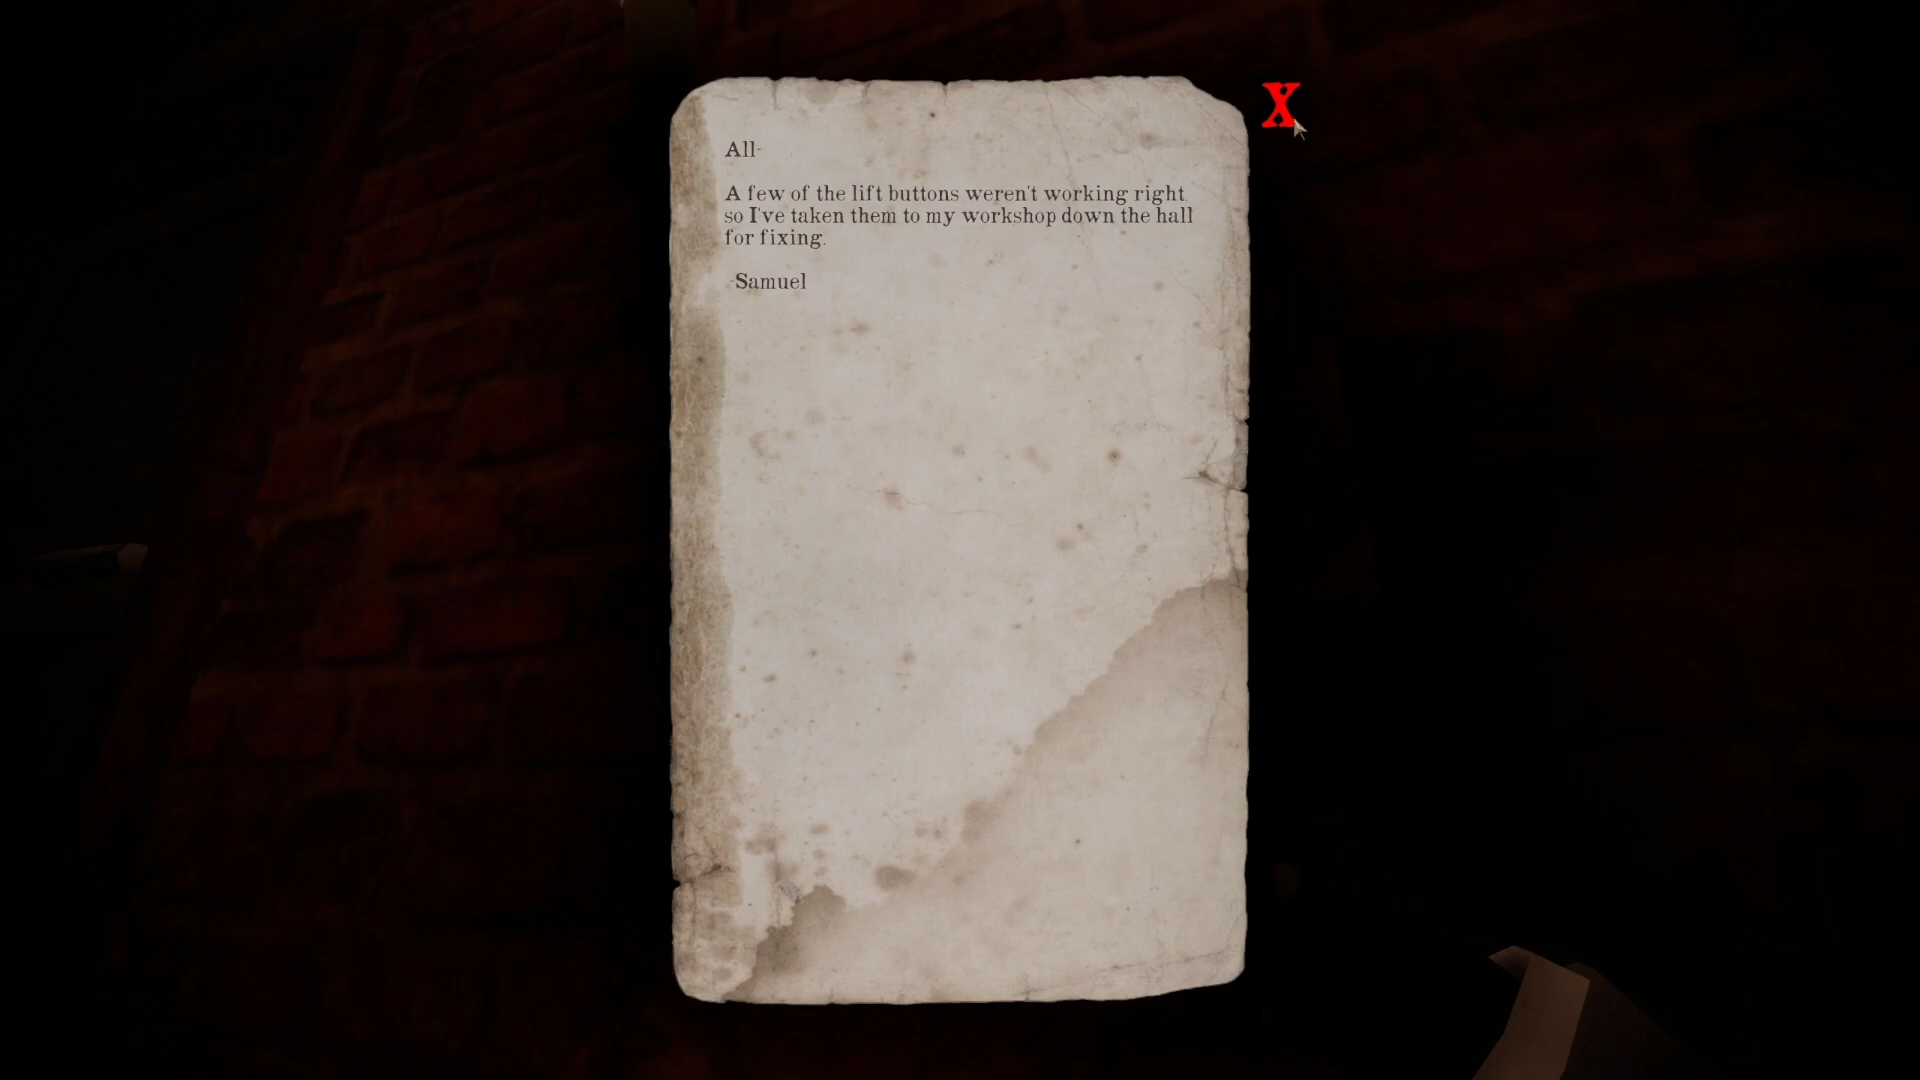 X
All-
A few of the lift buttons weren't working right.
so I've taken them to my workshop down the hall
for fixing.
-Samuel